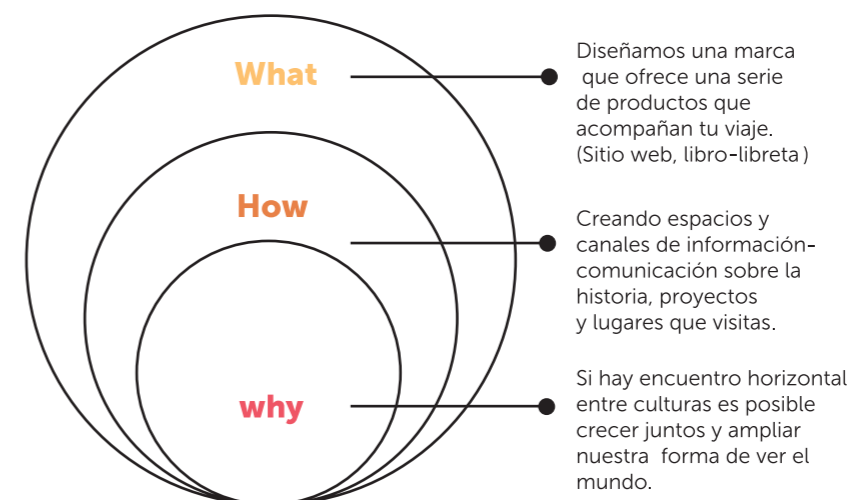 What
Diseñamos una marca
que ofrece una serie
de productos que
acompañan tu viaje.
(Sitio web, libro-libreta )
How
Creando espacios y
canales de información-
comunicación sobre la
historia, proyectos
y lugares que visitas.
why
Si hay encuentro horizontal
entre culturas es posible
crecer juntos y ampliar
nuestra forma de ver el
mundo.